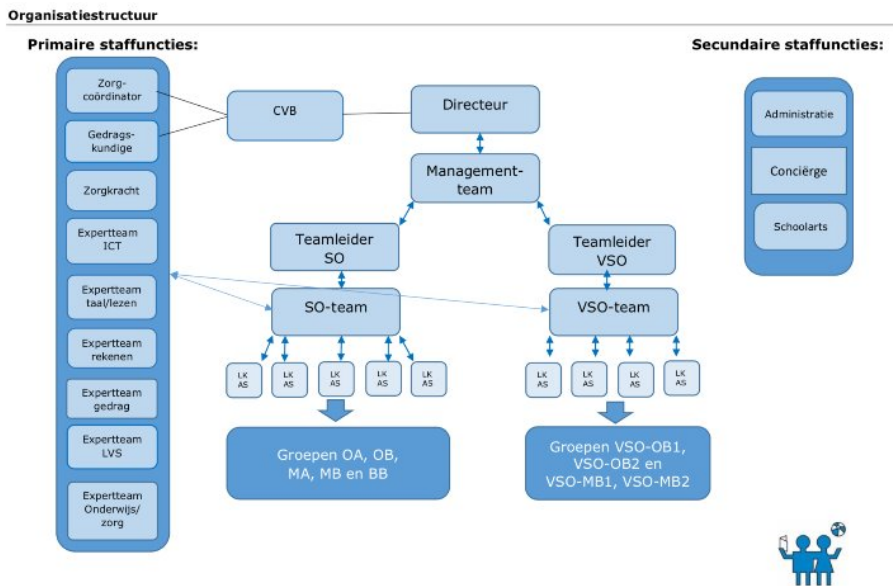 Organisatiestructuur
Primaire staffuncties:
Secundaire staffuncties:
Zorg-
coördinator
Gedrags-
kundige
Zorgkracht
Expertteam
ICT
Expertteam
taal/lezen
Expertteam
rekenen
Expertteam
gedrag
Expertteam
LVS
Expertteam
Onderwijs/
zorg
CVB
Directeur
Management-
team
Teamleider
SO
Teamleider
VSO
SO-team
VSO-team
LK
AS
LK
AS
LK
AS
LK
AS
LK
AS
LK
AS
LK
AS
LK
AS
LK
AS
Groepen OA, OB,
MA, MB en BB
Groepen VSO-OB1,
VSO-OB2 en
VSO-MB1, VSO-MB2
Administratie
Conciërge
Schoolarts